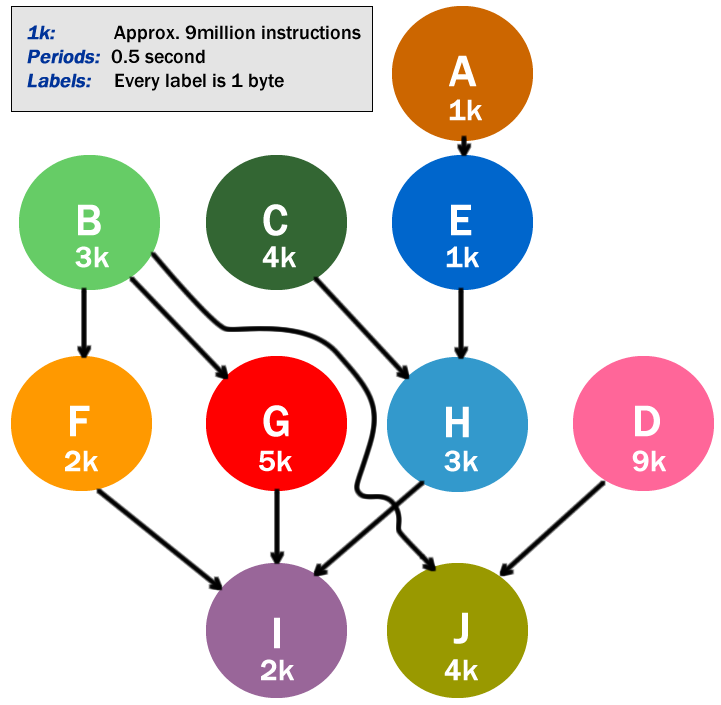 1k: Approx. 9million instructions
Periods: 0.5 second
Labels: Every label is 1 byte
A
1k
B
3k
C
4k
E
1k
F
2k
G
5k
H
3k
D
9k
I
2k
J
4k